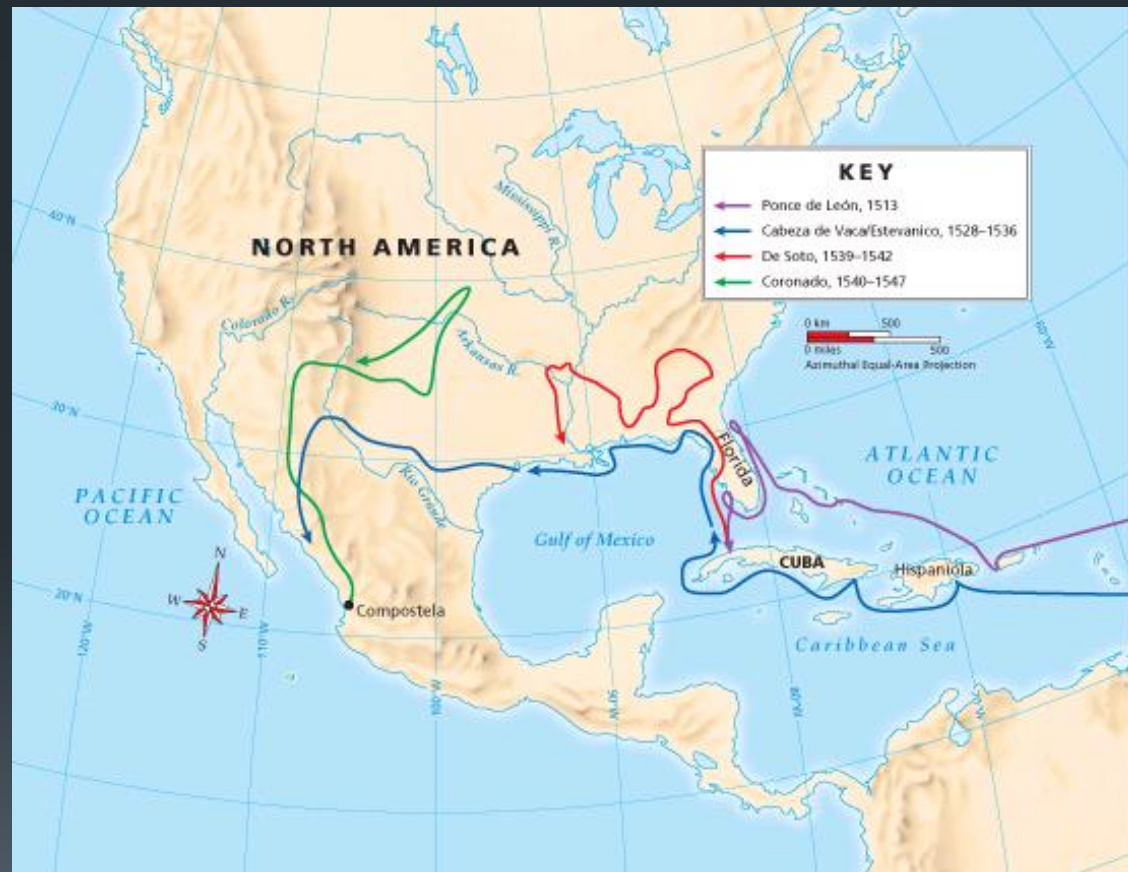 KEY
Ponce de León, 1513
Cabeza de Vaca/Estevanico, 1528–1536
De Soto, 1539–1542
Coronado, 1540–1547
0 km 500
0 miles 500
Azimuthal Equal-Area Projection
Mississippi R.
40°N
NORTH AMERICA
60°W
Colorado R.
Arkansas R.
30°N
Florida
ATLANTIC
OCEAN
PACIFIC
OCEAN
Rio Grande
Gulf of Mexico
CUBA
Hispaniola
N
W
E
S
20°N
Compostela
Caribbean Sea
120°W
110°W
100°W
90°W
80°W
70°W